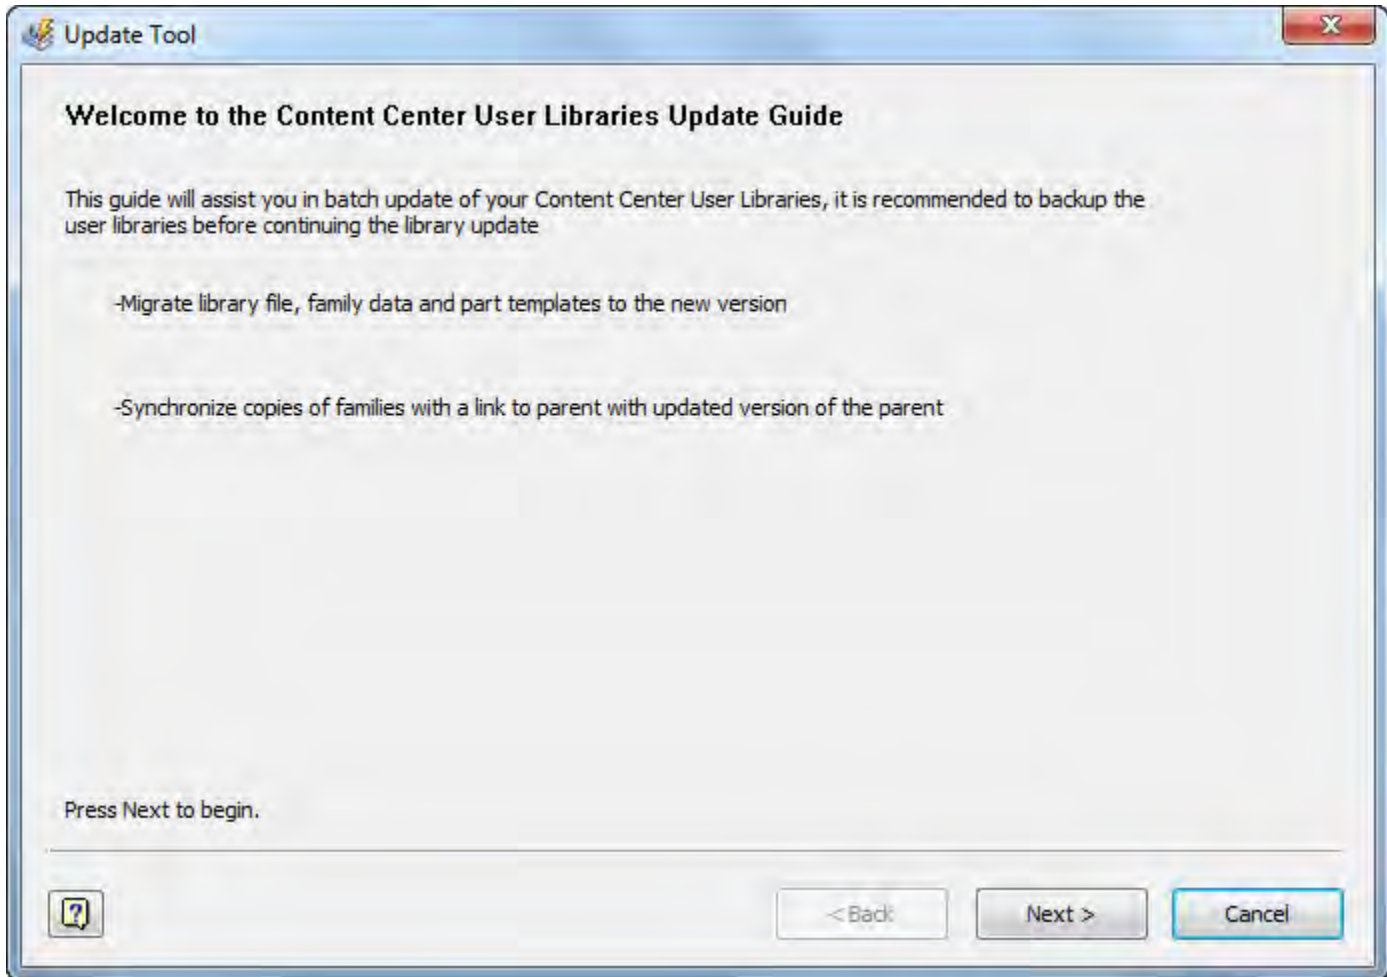 Update Tool
Welcome to the Content Center User Libraries Update Guide
This guide will assist you in batch update of your Content Center User Libraries, it is recommended to backup the
user libraries before continuing the library update
-Migrate library file, family data and part templates to the new version
-Synchronize copies of families with a link to parent with updated version of the parent
Press Next to begin.
?
< Back
Next >
Cancel